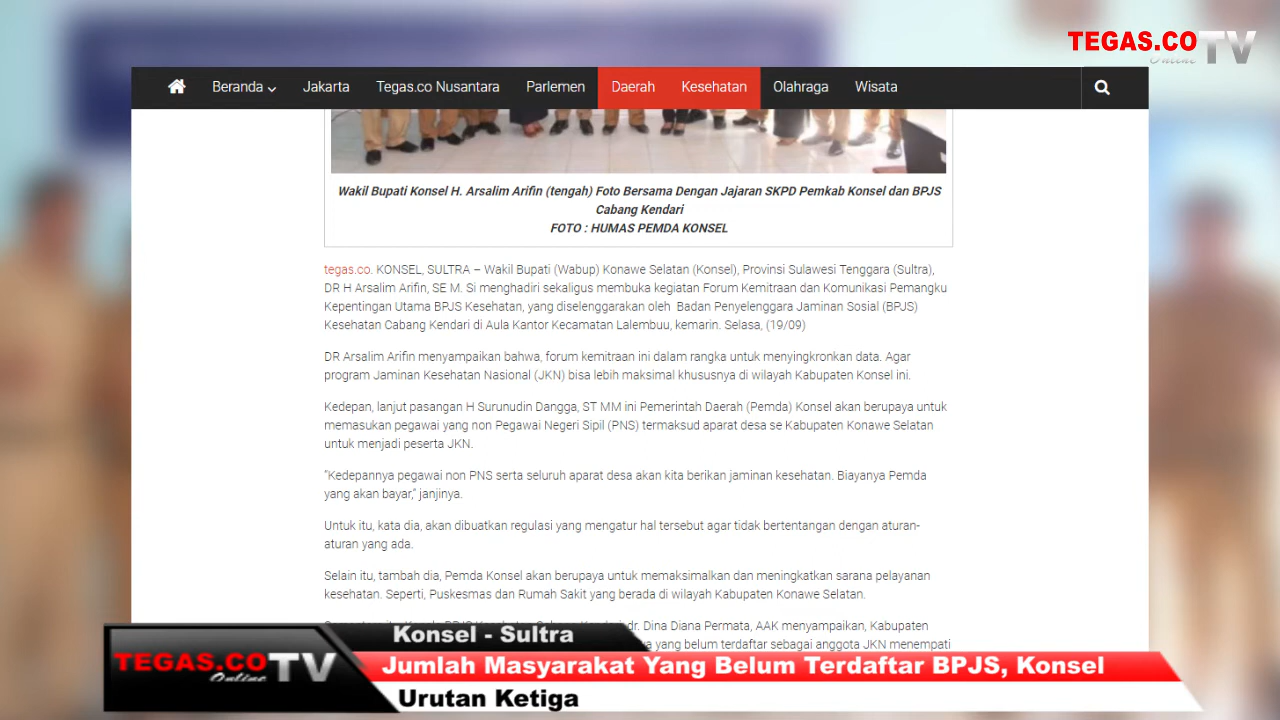 TEGAS.CO TV
Online
Beranda Jakarta Tegas.co Nusantara Parlemen Daerah Kesehatan Olahraga Wisata
Wakil Bupati Konsel H. Arsalim Arifin (tengah) Foto Bersama Dengan Jajaran SKPD Pemkab Konsel dan BPJS
Cabang Kendari
FOTO : HUMAS PEMDA KONSEL
tegas.co. KONSEL, SULTRA – Wakil Bupati (Wabup) Konawe Selatan (Konsel), Provinsi Sulawesi Tenggara (Sultra),
DR H Arsalim Arifin, SE M. Si menghadiri sekaligus membuka kegiatan Forum Kemitraan dan Komunikasi Pemangku
Kepentingan Utama BPJS Kesehatan, yang diselenggarakan oleh Badan Penyelenggara Jaminan Sosial (BPJS)
Kesehatan Cabang Kendari di Aula Kantor Kecamatan Lalembuu, kemarin. Selasa, (19/09)
DR Arsalim Arifin menyampaikan bahwa, forum kemitraan ini dalam rangka untuk menyingkronkan data. Agar
program Jaminan Kesehatan Nasional (JKN) bisa lebih maksimal khususnya di wilayah Kabupaten Konsel ini.
Kedepan, lanjut pasangan H Surunudin Dangga, ST MM ini Pemerintah Daerah (Pemda) Konsel akan berupaya untuk
memasukan pegawai yang non Pegawai Negeri Sipil (PNS) termaksud aparat desa se Kabupaten Konawe Selatan
untuk menjadi peserta JKN.
"Kedepannya pegawai non PNS serta seluruh aparat desa akan kita berikan jaminan kesehatan. Biayanya Pemda
yang akan bayar," janjinya.
Untuk itu, kata dia, akan dibuatkan regulasi yang mengatur hal tersebut agar tidak bertentangan dengan aturan-
aturan yang ada.
Selain itu, tambah dia, Pemda Konsel akan berupaya untuk memaksimalkan dan meningkatkan sarana pelayanan
kesehatan. Seperti, Puskesmas dan Rumah Sakit yang berada di wilayah Kabupaten Konawe Selatan.
dr. Dina Diana Permata, AAK menyampaikan, Kabupaten
yang belum terdaftar sebagai anggota JKN menempati
Konsel - Sultra
TEGAS.CO TV
Online
Jumlah Masyarakat Yang Belum Terdaftar BPJS, Konsel
Urutan Ketiga